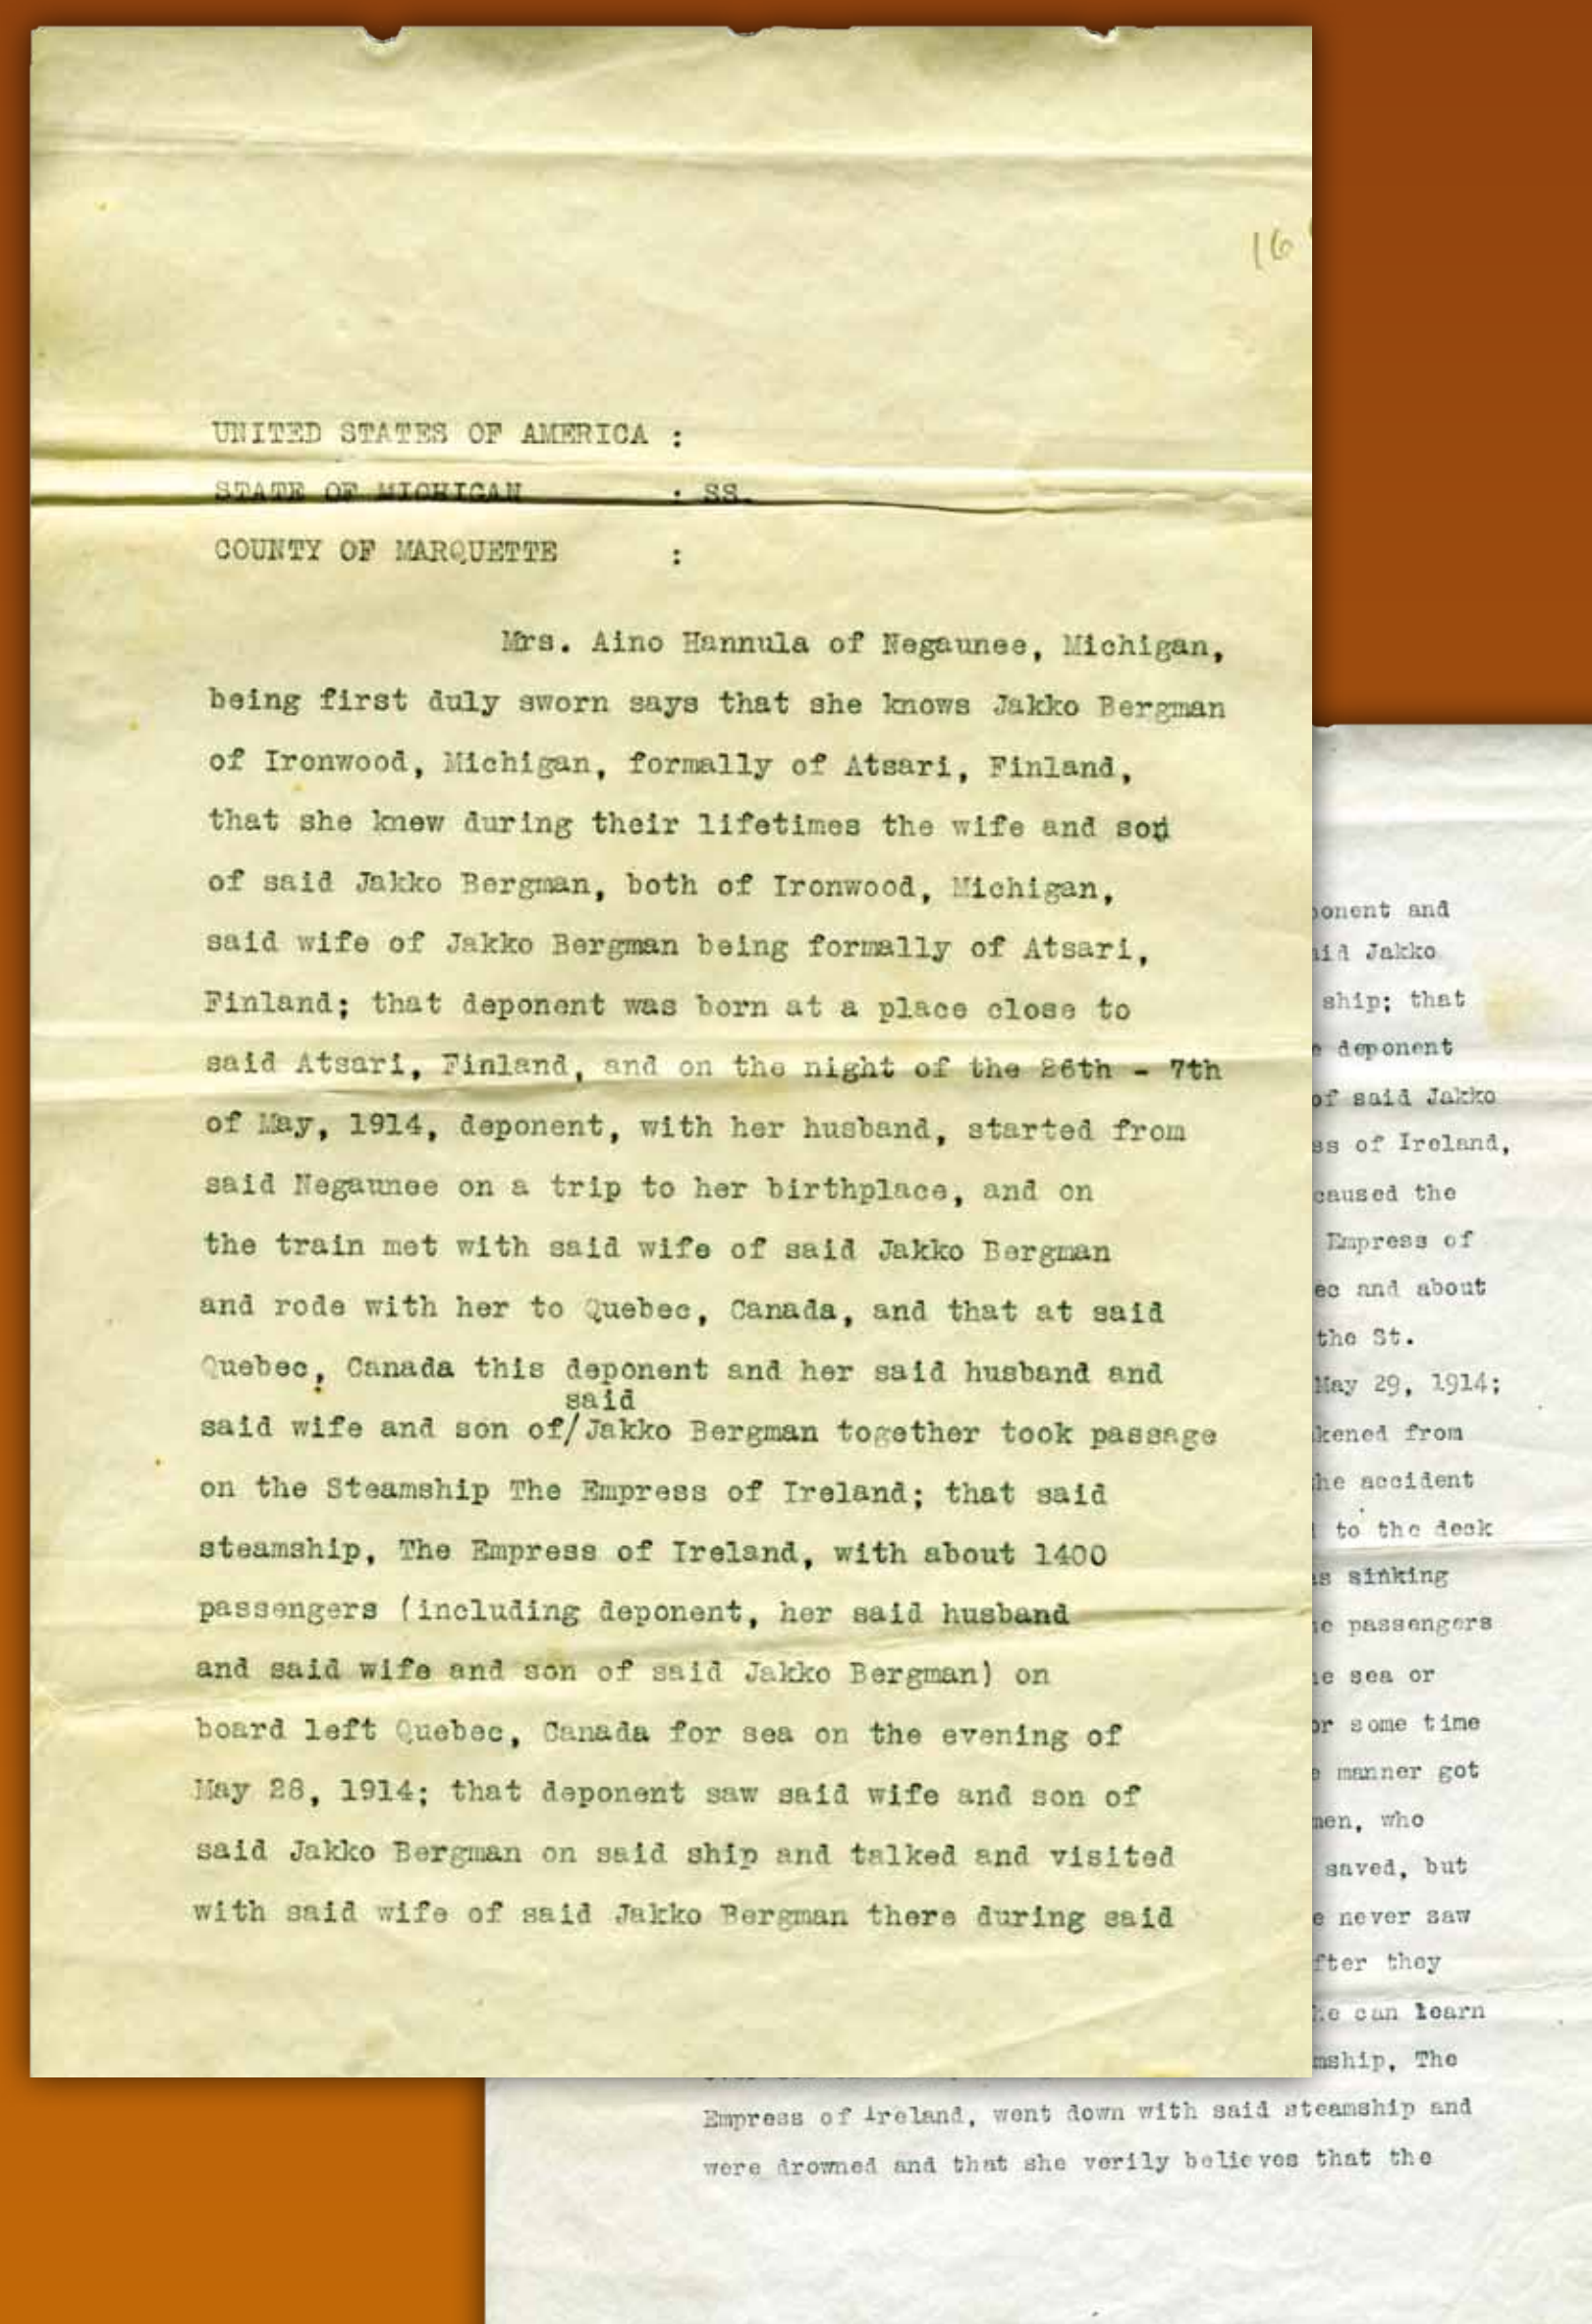 16
UNITED STATES OF AMERICA :
STATE OF MICHIGAN : SS.
COUNTY OF MARQUETTE :
Mrs. Aino Hannula of Negaunee, Michigan,
being first duly sworn says that she knows Jakko Bergman
of Ironwood, Michigan, formally of Atsari, Finland,
that she knew during their lifetimes the wife and son
of said Jakko Bergman, both of Ironwood, Michigan,
said wife of Jakko Bergman being formally of Atsari,
Finland; that deponent was born at a place close to
said Atsari, Finland, and on the night of the 26th - 7th
of May, 1914, deponent, with her husband, started from
said Negaunee on a trip to her birthplace, and on
the train met with said wife of said Jakko Bergman
and rode with her to Quebec, Canada, and that at said
Quebec, Canada this deponent and her said husband and
said
said wife and son of/Jakko Bergman together took passage
on the Steamship The Empress of Ireland; that said
steamship, The Empress of Ireland, with about 1400
passengers (including deponent, her said husband
and said wife and son of said Jakko Bergman) on
board left Quebec, Canada for sea on the evening of
May 28, 1914; that deponent saw said wife and son of
said Jakko Bergman on said ship and talked and visited
with said wife of said Jakko Bergman there during said
ponent and
aid Jakko
ship; that
deponent
of said Jakko
ss of Ireland,
caused the
Empress of
ec and about
the St.
May 29, 1914;
kened from
he accident
to the deck
s sinking
passengers
e sea or
or some time
manner got
men, who
saved, but
e never saw
fter they
he can learn
mship, The
Empress of Ireland, went down with said steamship and
were drowned and that she verily believes that the